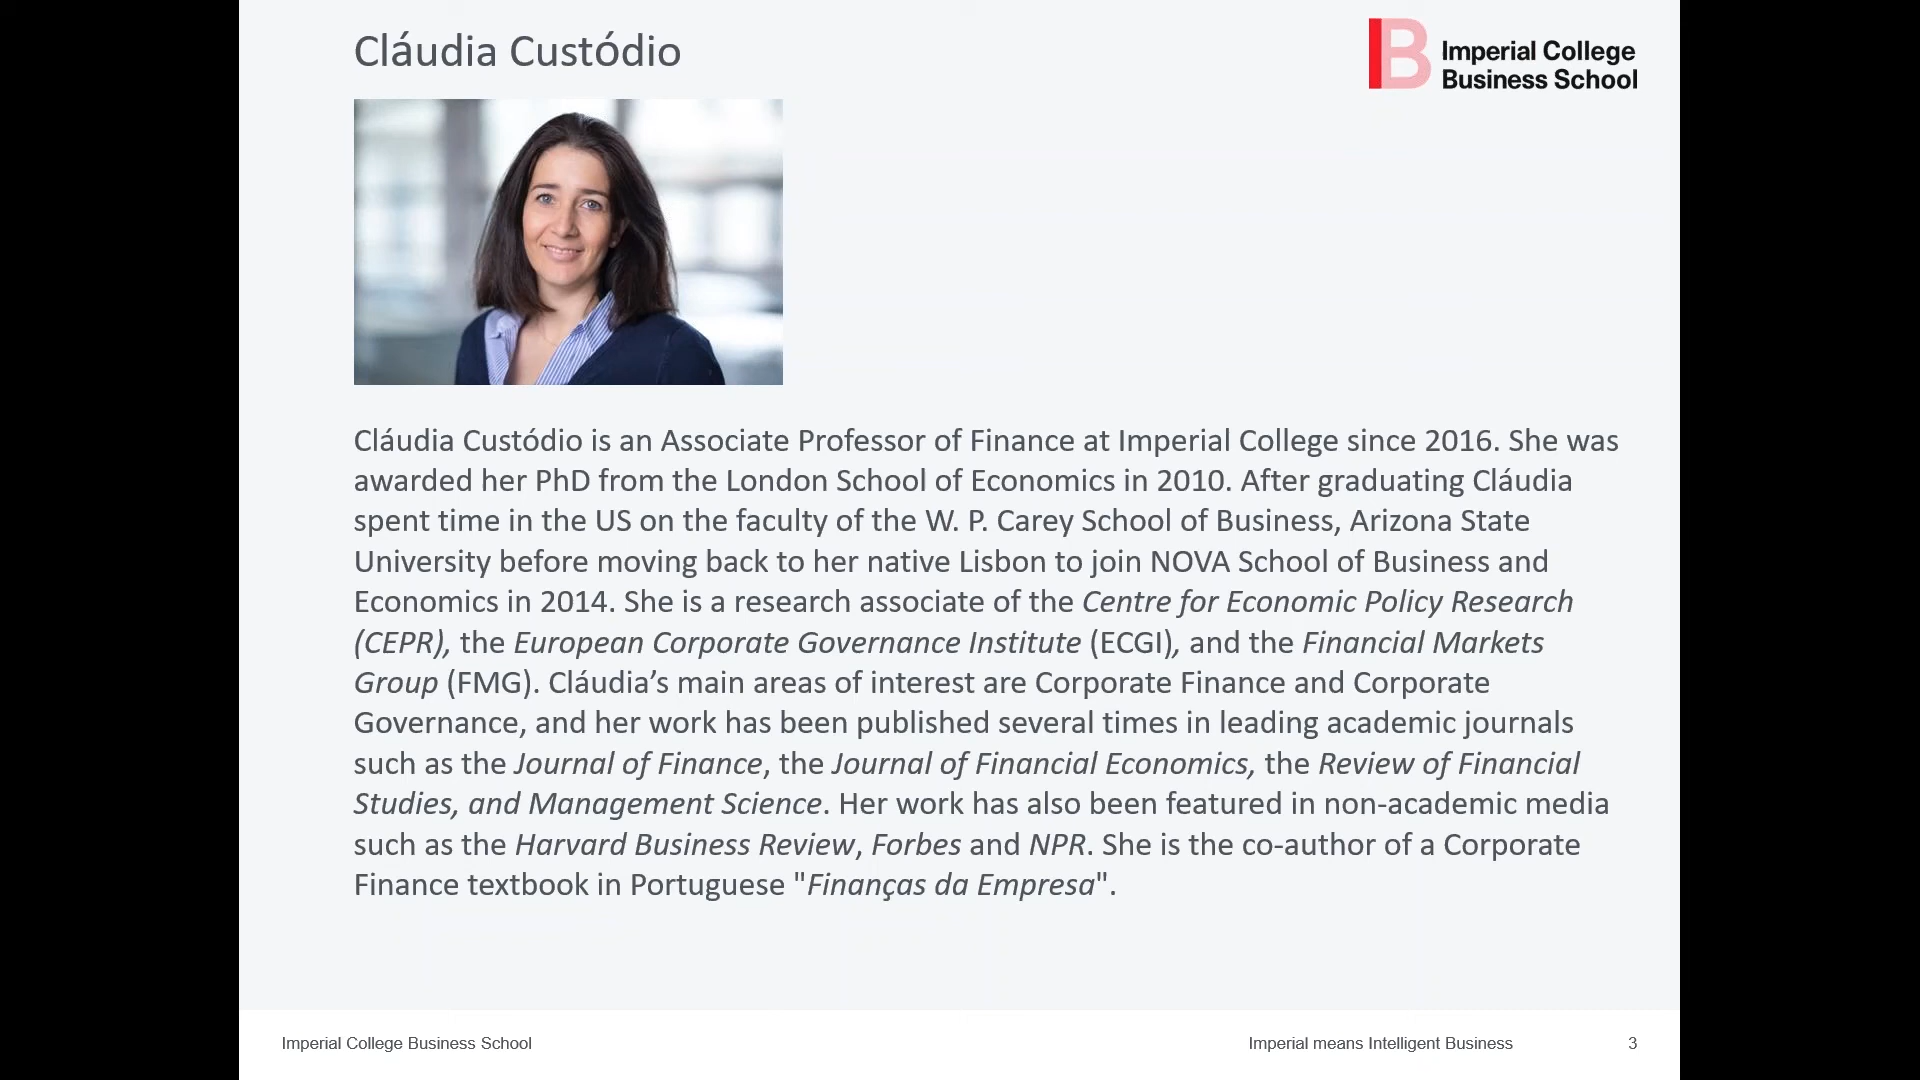 Cláudia Custódio
Imperial College
Business School
Cláudia Custódio is an Associate Professor of Finance at Imperial College since 2016. She was
awarded her PhD from the London School of Economics in 2010. After graduating Cláudia
spent time in the US on the faculty of the W. P. Carey School of Business, Arizona State
University before moving back to her native Lisbon to join NOVA School of Business and
Economics in 2014. She is a research associate of the Centre for Economic Policy Research
(CEPR), the European Corporate Governance Institute (ECGI), and the Financial Markets
Group (FMG). Cláudia’s main areas of interest are Corporate Finance and Corporate
Governance, and her work has been published several times in leading academic journals
such as the Journal of Finance, the Journal of Financial Economics, the Review of Financial
Studies, and Management Science. Her work has also been featured in non-academic media
such as the Harvard Business Review, Forbes and NPR. She is the co-author of a Corporate
Finance textbook in Portuguese "Finanças da Empresa".
Imperial College Business School
Imperial means Intelligent Business
3